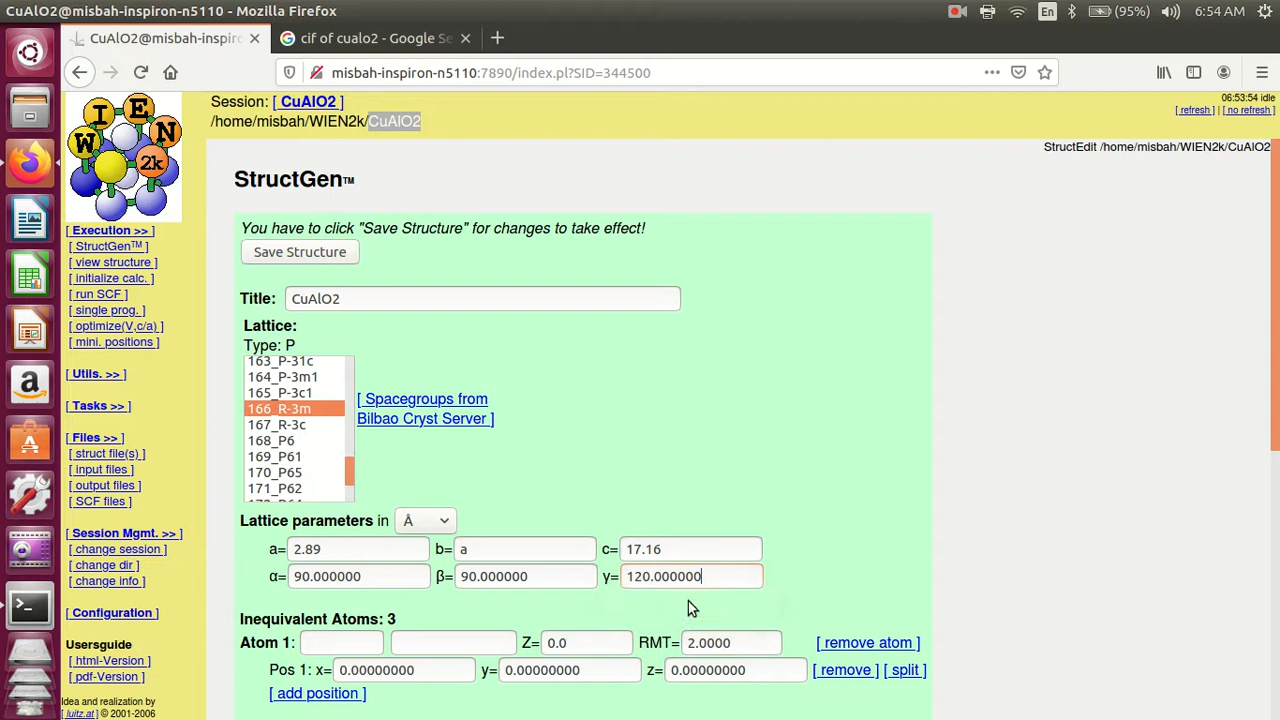 CuAlO2@misbah-inspiron-n5110 - Mozilla Firefox
En (95%) 6:54 AM
CuAlO2@misbah-inspiro
cif of cualo2 - Google Se
misbah-inspiron-n5110:7890/index.pl?SID=344500
WIEN 2k
Session: [ CuAlO2 ]
/home/misbah/WIEN2k/CuAlO2
06:53:54 idle
[ refresh ] [ no refresh ]
StructEdit /home/misbah/WIEN2k/CuAlO2
[ Execution >> ]
[ StructGen™ ]
[ view structure ]
[ initialize calc. ]
[ run SCF ]
[ single prog. ]
[ optimize(V,c/a) ]
[ mini. positions ]
[ Utils. >> ]
[ Tasks >> ]
[ Files >> ]
[ struct file(s) ]
[ input files ]
[ output files ]
[ SCF files ]
[ Session Mgmt. >> ]
[ change session ]
[ change dir ]
[ change info ]
[ Configuration ]
Usersguide
[ html-Version ]
[ pdf-Version ]
Idea and realization by
[luitz.at] © 2001-2006
StructGen™
You have to click "Save Structure" for changes to take effect!
Save Structure
Title: CuAlO2
Lattice:
Type: P
163_P-31c
164_P-3m1
165_P-3c1
166_R-3m
167_R-3c
168_P6
169_P61
170_P65
171_P62
[ Spacegroups from
Bilbao Cryst Server ]
Lattice parameters in Å
a= 2.89 b= a c= 17.16
α= 90.000000 β= 90.000000 γ= 120.000000
Inequivalent Atoms: 3
Atom 1: Z= 0.0 RMT= 2.0000 [ remove atom ]
Pos 1: x= 0.00000000 y= 0.00000000 z= 0.00000000 [ remove ] [ split ]
[ add position ]